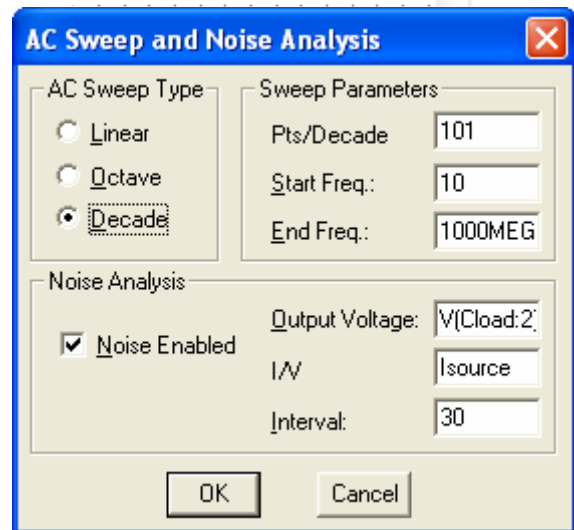 AC Sweep and Noise Analysis
AC Sweep Type
Linear
Octave
Decade
Sweep Parameters
Pts/Decade 101
Start Freq.: 10
End Freq.: 1000MEG
Noise Analysis
Noise Enabled
Output Voltage: V(Cload:2)
I/V Isource
Interval: 30
OK Cancel